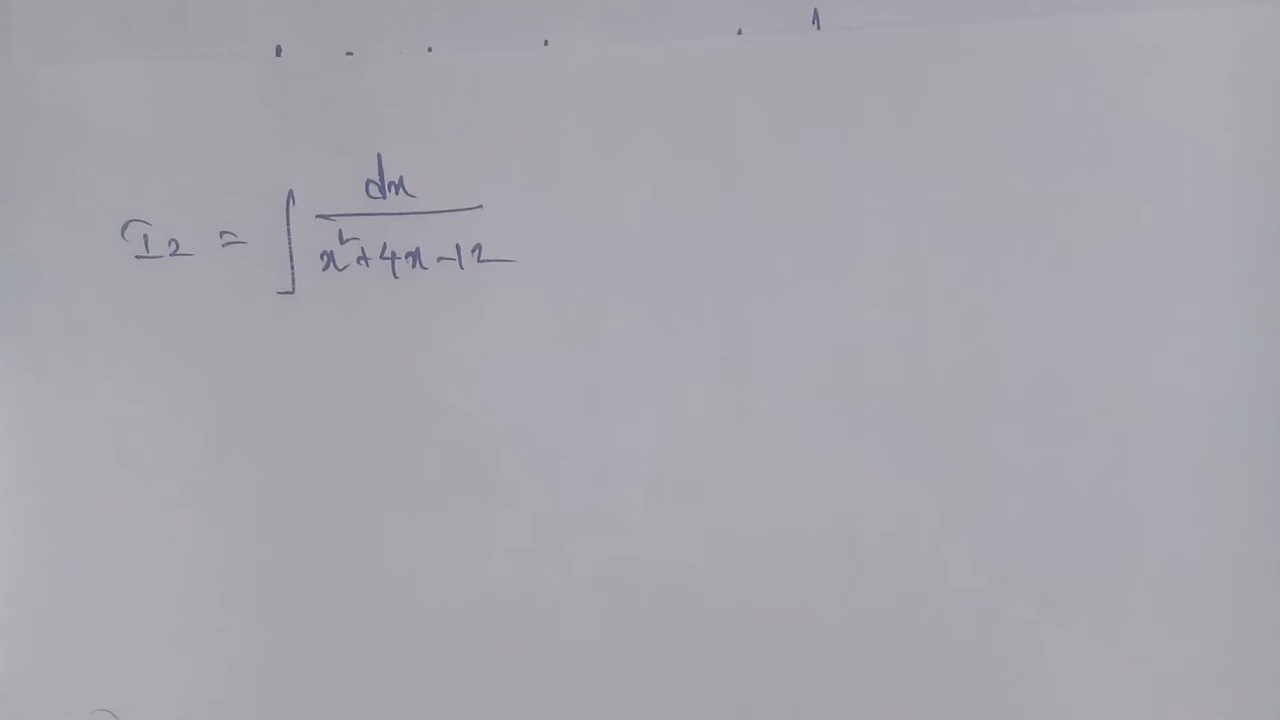 I2 = ∫ dx / x² + 4x - 12